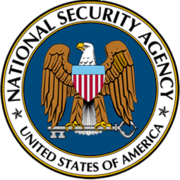 NATIONAL SECURITY AGENCY
UNITED STATES OF AMERICA